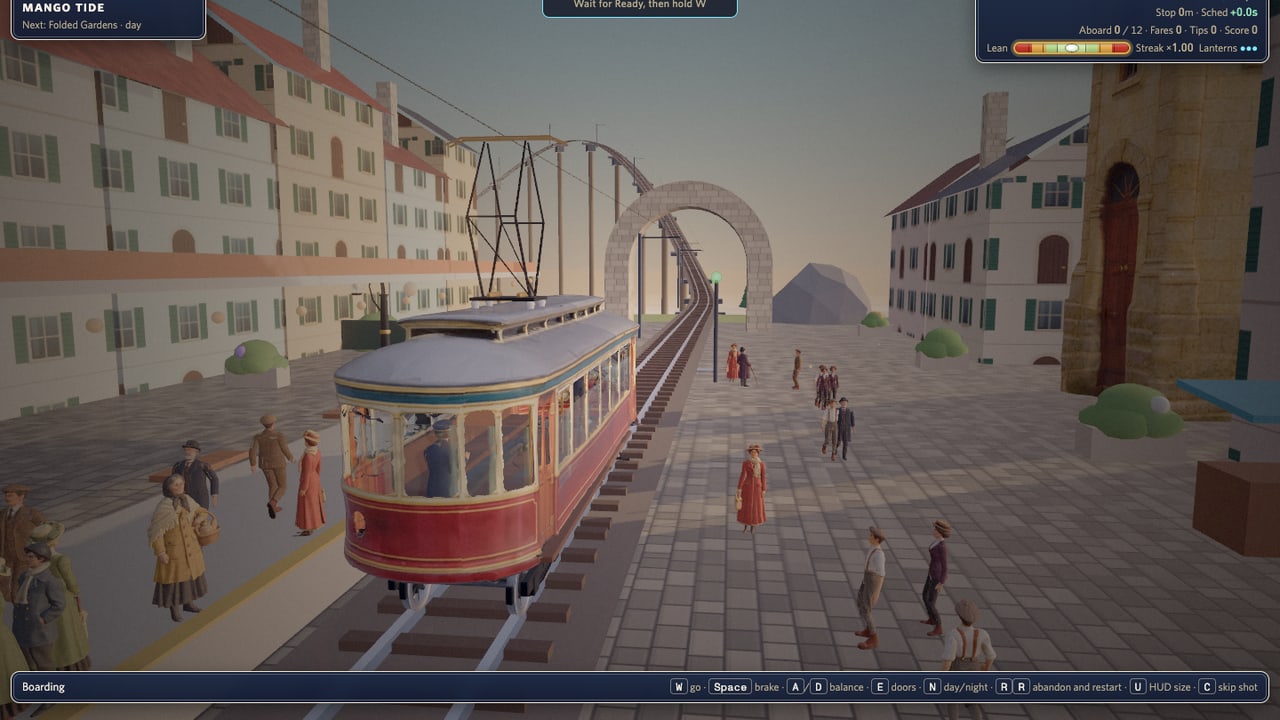 MANGO TIDE
Next: Folded Gardens · day
Wait for Ready, then hold W
Stop 0m · Sched +0.0s
Aboard 0 / 12 · Fares 0 · Tips 0 · Score 0
Lean Streak ×1.00 Lanterns
Boarding
W go · Space brake · A / D balance · E doors · N day/night · R R abandon and restart · U HUD size · C skip shot